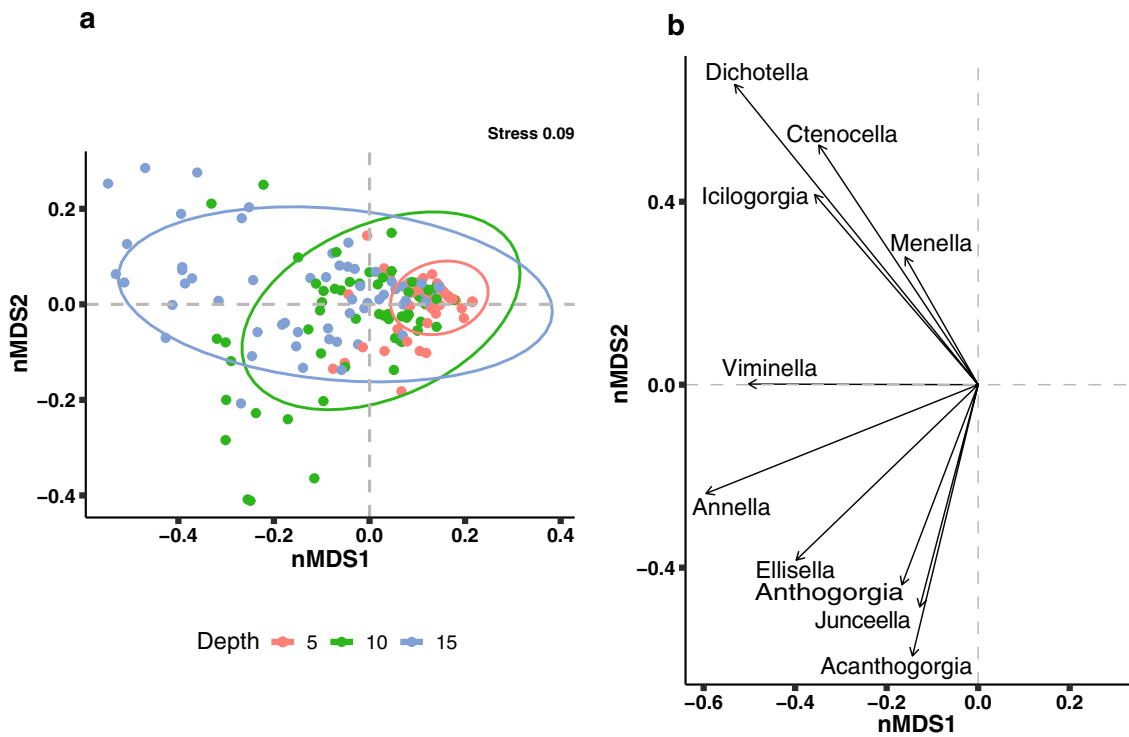 a
Stress 0.09
0.2
0.0
−0.2
−0.4
nMDS2
−0.4
−0.2
0.0
0.2
0.4
nMDS1
Depth
5
10
15
b
Dichotella
Ctenocella
Icilogorgia
Menella
Viminella
Annella
Ellisella
Anthogorgia
Junceella
Acanthogorgia
0.4
0.0
−0.4
nMDS2
−0.6
−0.4
−0.2
0.0
0.2
nMDS1